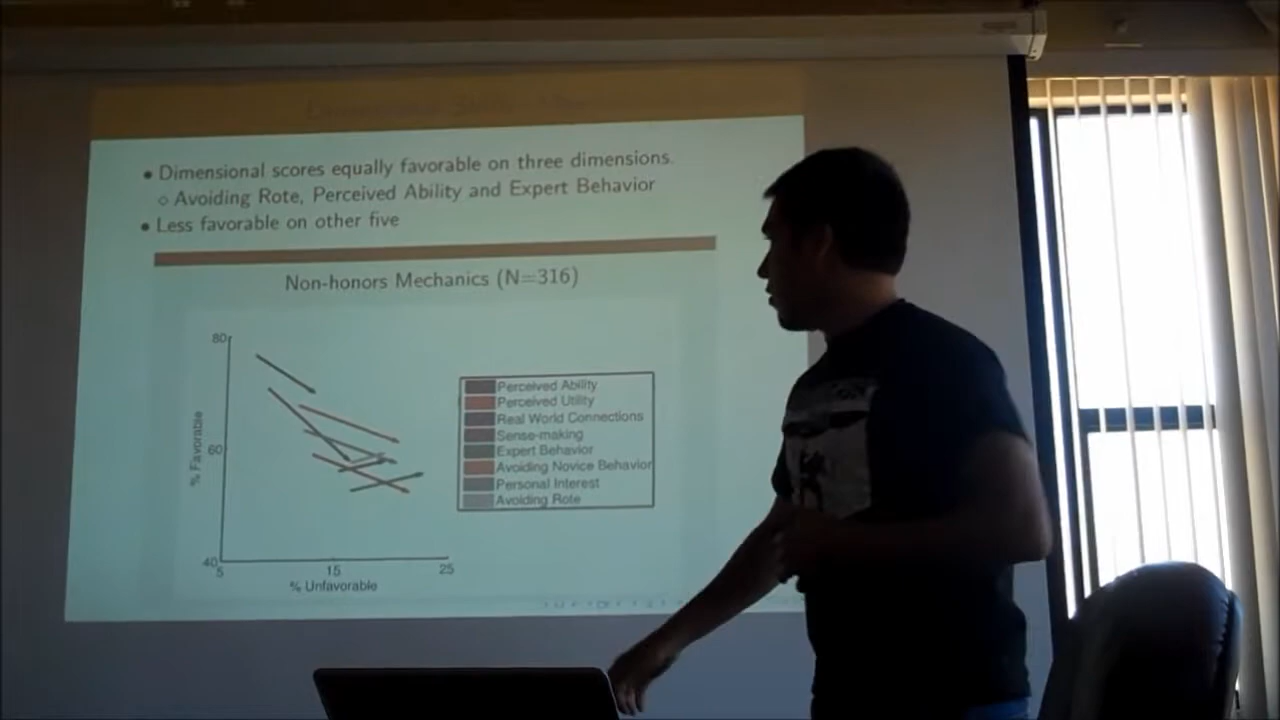 • Dimensional scores equally favorable on three dimensions.
◦ Avoiding Rote, Perceived Ability and Expert Behavior
• Less favorable on other five
Non-honors Mechanics (N=316)
80
60
40
% Favorable
5
15
25
% Unfavorable
Perceived Ability
Perceived Utility
Real World Connections
Sense-making
Expert Behavior
Avoiding Novice Behavior
Personal Interest
Avoiding Rote